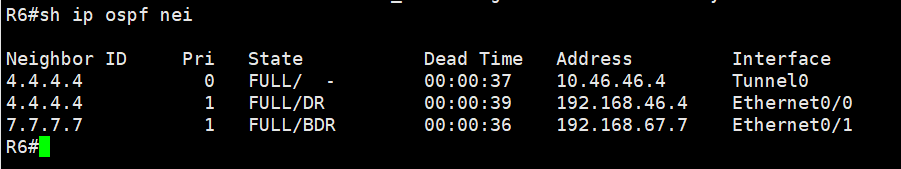 R6#sh ip ospf nei
Neighbor ID     Pri   State           Dead Time   Address         Interface
4.4.4.4           0   FULL/  -        00:00:37    10.46.46.4      Tunnel0
4.4.4.4           1   FULL/DR         00:00:39    192.168.46.4    Ethernet0/0
7.7.7.7           1   FULL/BDR        00:00:36    192.168.67.7    Ethernet0/1
R6#